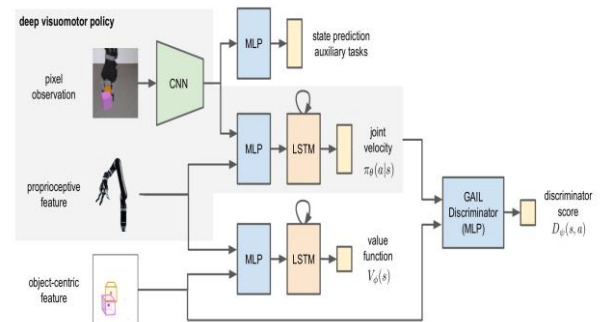 deep visuomotor policy
pixel
observation
CNN
MLP
state prediction
auxiliary tasks
proprioceptive
feature
MLP
LSTM
joint
velocity
πθ(a|s)
GAIL
Discriminator
(MLP)
discriminator
score
Dψ(s, a)
object-centric
feature
MLP
LSTM
value
function
Vϕ(s)